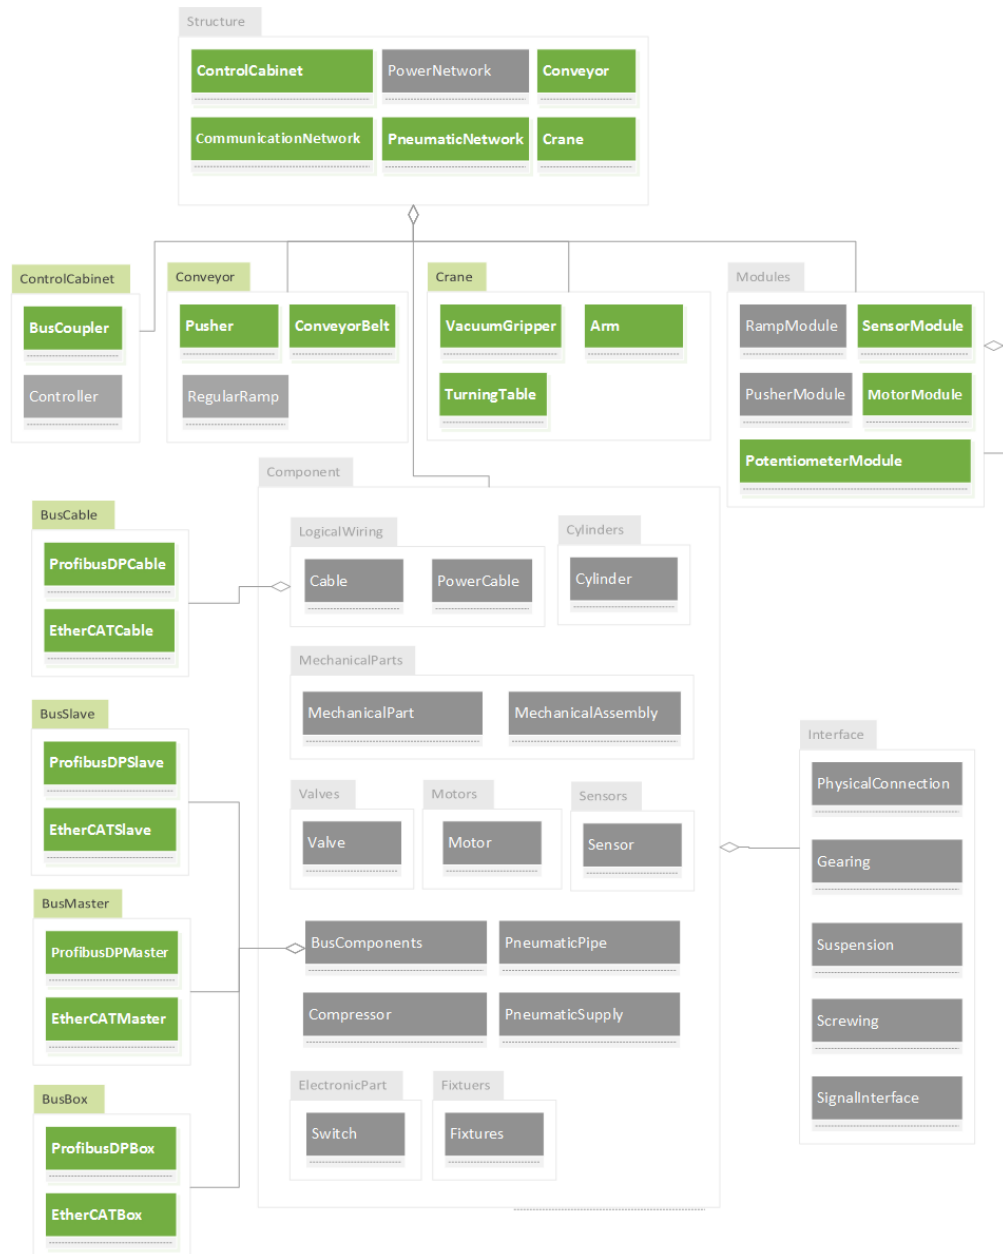 Structure
ControlCabinet
PowerNetwork
Conveyor
CommunicationNetwork
PneumaticNetwork
Crane
ControlCabinet
BusCoupler
Controller
Conveyor
Pusher
ConveyorBelt
RegularRamp
Crane
VacuumGripper
Arm
TurningTable
Modules
RampModule
SensorModule
PusherModule
MotorModule
PotentiometerModule
Component
LogicalWiring
Cable
PowerCable
Cylinders
Cylinder
MechanicalParts
MechanicalPart
MechanicalAssembly
Valves
Valve
Motors
Motor
Sensors
Sensor
BusComponents
PneumaticPipe
Compressor
PneumaticSupply
ElectronicPart
Switch
Fixtuers
Fixtures
BusCable
ProfibusDPCable
EtherCATCable
BusSlave
ProfibusDPSlave
EtherCATSlave
BusMaster
ProfibusDPMaster
EtherCATMaster
BusBox
ProfibusDPBox
EtherCATBox
Interface
PhysicalConnection
Gearing
Suspension
Screwing
SignalInterface